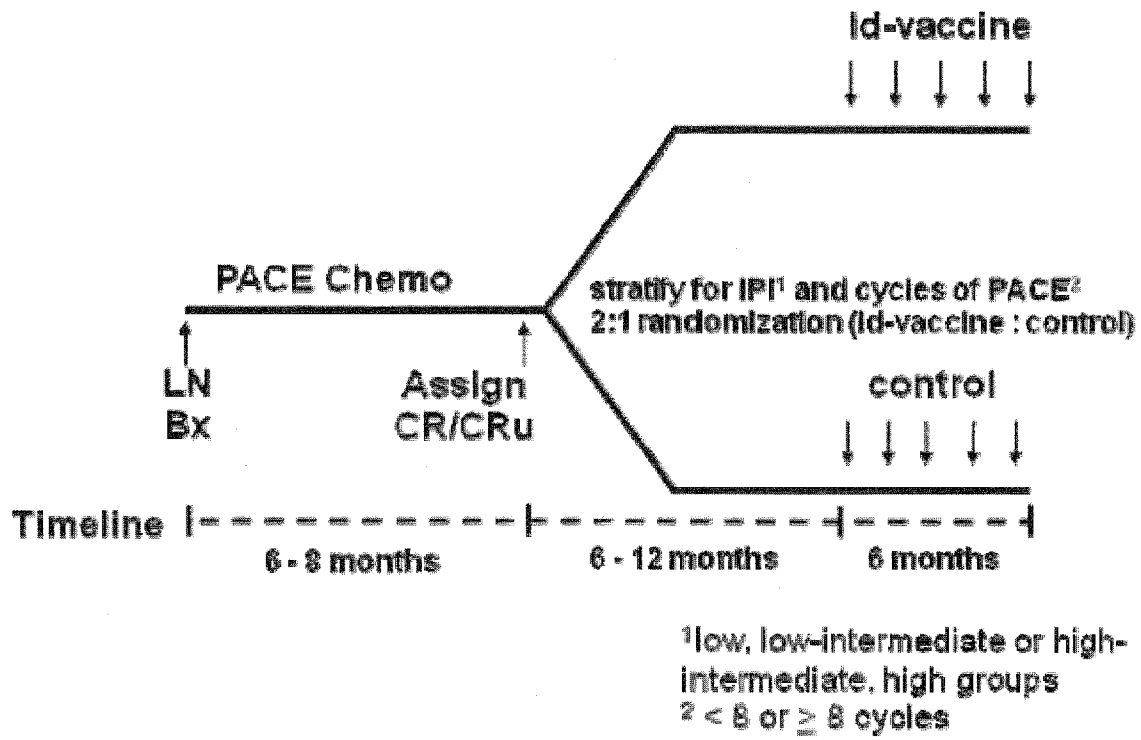 Id-vaccine
PACE Chemo
stratify for IPI¹ and cycles of PACE²
2:1 randomization (Id-vaccine : control)
LN
Bx
Assign
CR/CRu
control
Timeline
6 - 8 months
6 - 12 months
6 months
¹low, low-intermediate or high-
intermediate, high groups
² < 8 or ≥ 8 cycles